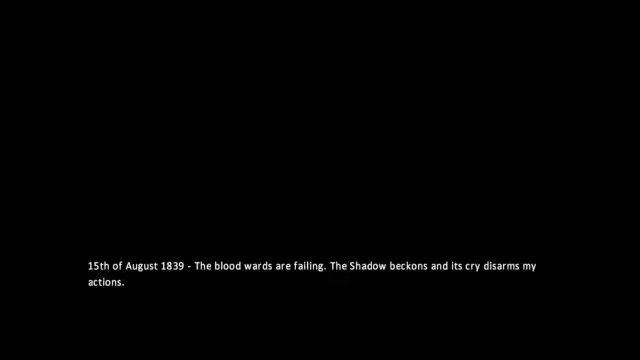 15th of August 1839 - The blood wards are failing. The Shadow beckons and its cry disarms my
actions.